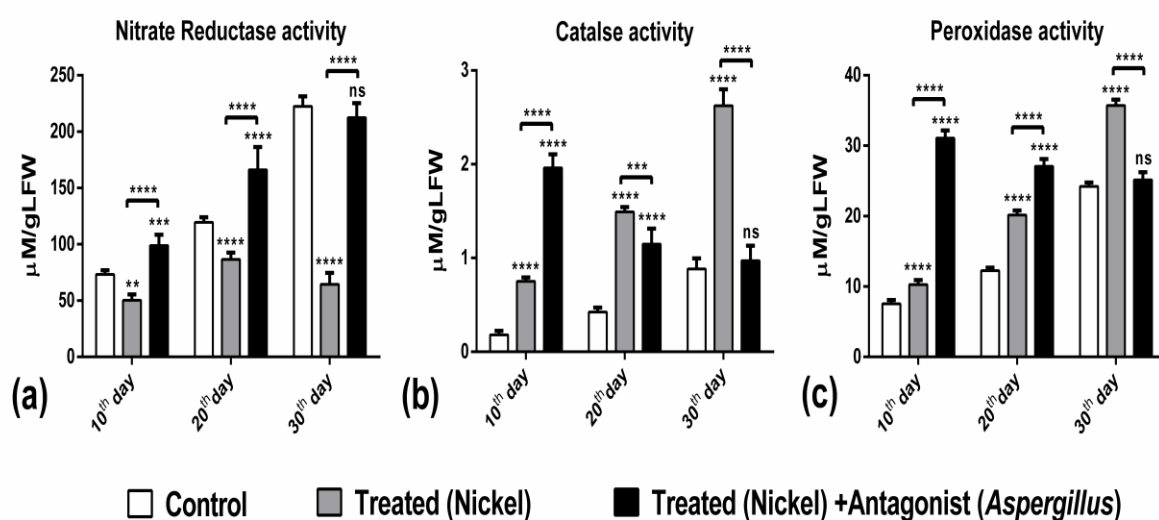 Nitrate Reductase activity
Catalse activity
Peroxidase activity
µM/gLFW
250
200
150
100
50
0
**
****
***
****
****
****
****
****
ns
10th day
20th day
30th day
(a)
µM/gLFW
3
2
1
0
****
****
****
****
***
****
****
****
ns
10th day
20th day
30th day
(b)
µM/gLFW
40
30
20
10
0
****
****
****
****
****
****
****
****
ns
10th day
20th day
30th day
(c)
Control
Treated (Nickel)
Treated (Nickel) +Antagonist (Aspergillus)